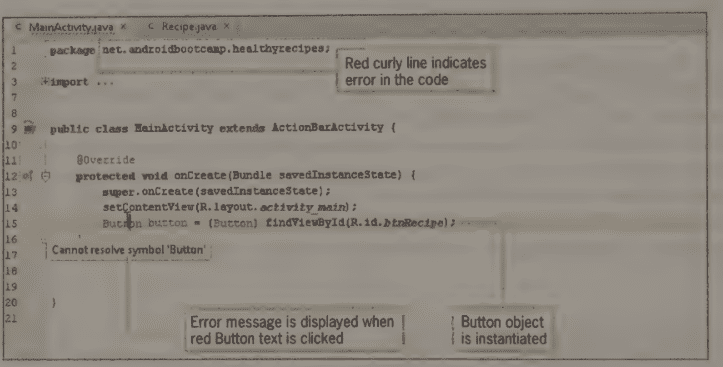 MainActivity.java × Recipe.java ×
1 package net.androidbootcamp.healthyrecipes;
Red curly line indicates
error in the code
2
3 +import ...
7
8
9 public class MainActivity extends ActionBarActivity {
10
11 @Override
12 protected void onCreate(Bundle savedInstanceState) {
13 super.onCreate(savedInstanceState);
14 setContentView(R.layout.activity_main);
15 Button button = (Button) findViewById(R.id.btnRecipe);
16
Cannot resolve symbol 'Button'
17
18
19
20 }
21
Error message is displayed when
red Button text is clicked
Button object
is instantiated